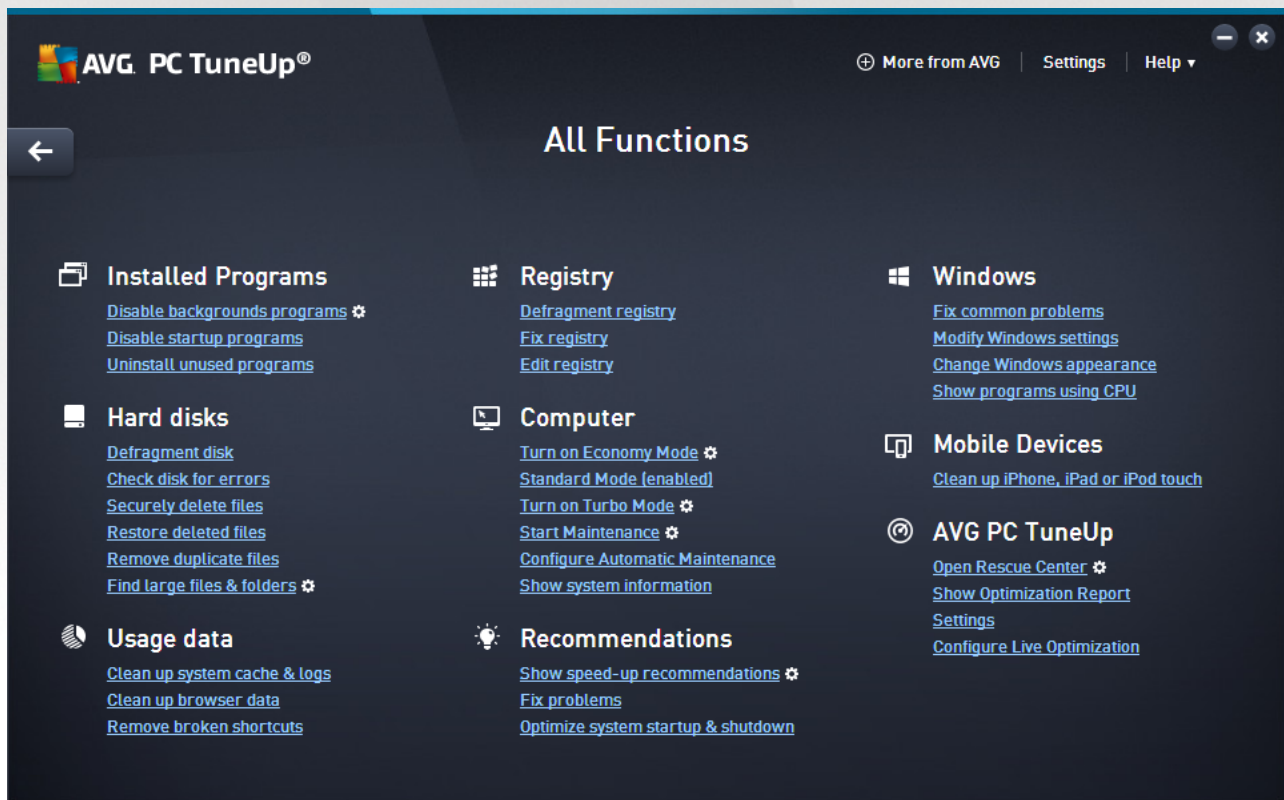 AVG. PC TuneUp®
More from AVG
Settings
Help
All Functions
Installed Programs
Disable backgrounds programs
Disable startup programs
Uninstall unused programs
Hard disks
Defragment disk
Check disk for errors
Securely delete files
Restore deleted files
Remove duplicate files
Find large files & folders
Usage data
Clean up system cache & logs
Clean up browser data
Remove broken shortcuts
Registry
Defragment registry
Fix registry
Edit registry
Computer
Turn on Economy Mode
Standard Mode (enabled)
Turn on Turbo Mode
Start Maintenance
Configure Automatic Maintenance
Show system information
Recommendations
Show speed-up recommendations
Fix problems
Optimize system startup & shutdown
Windows
Fix common problems
Modify Windows settings
Change Windows appearance
Show programs using CPU
Mobile Devices
Clean up iPhone, iPad or iPod touch
AVG PC TuneUp
Open Rescue Center
Show Optimization Report
Settings
Configure Live Optimization